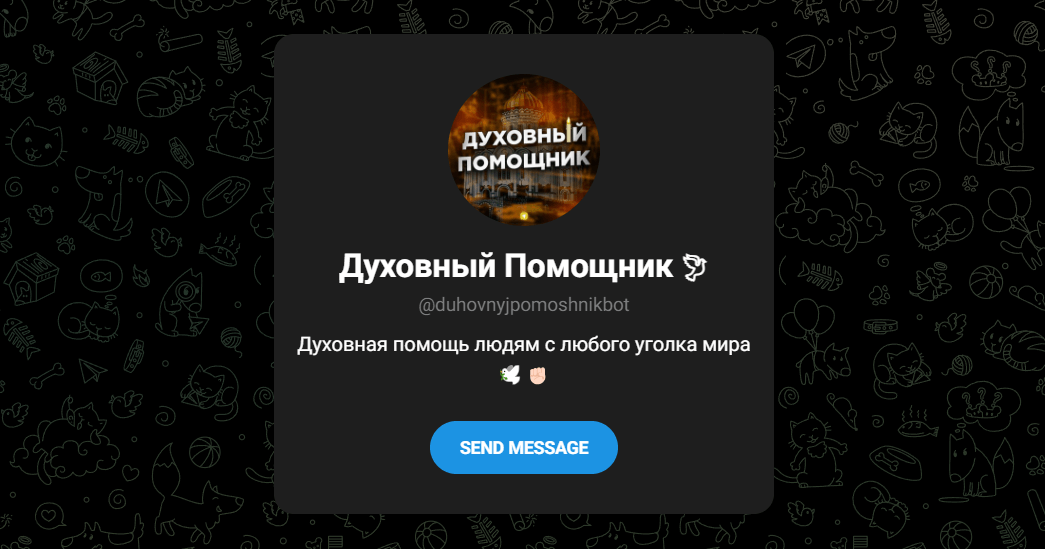 ДУХОВНЫЙ
ПОМОЩНИК
Духовный Помощник 🕊
@duhovnyjpomoshnikbot
Духовная помощь людям с любого уголка мира
🕊 ✊🏻
SEND MESSAGE